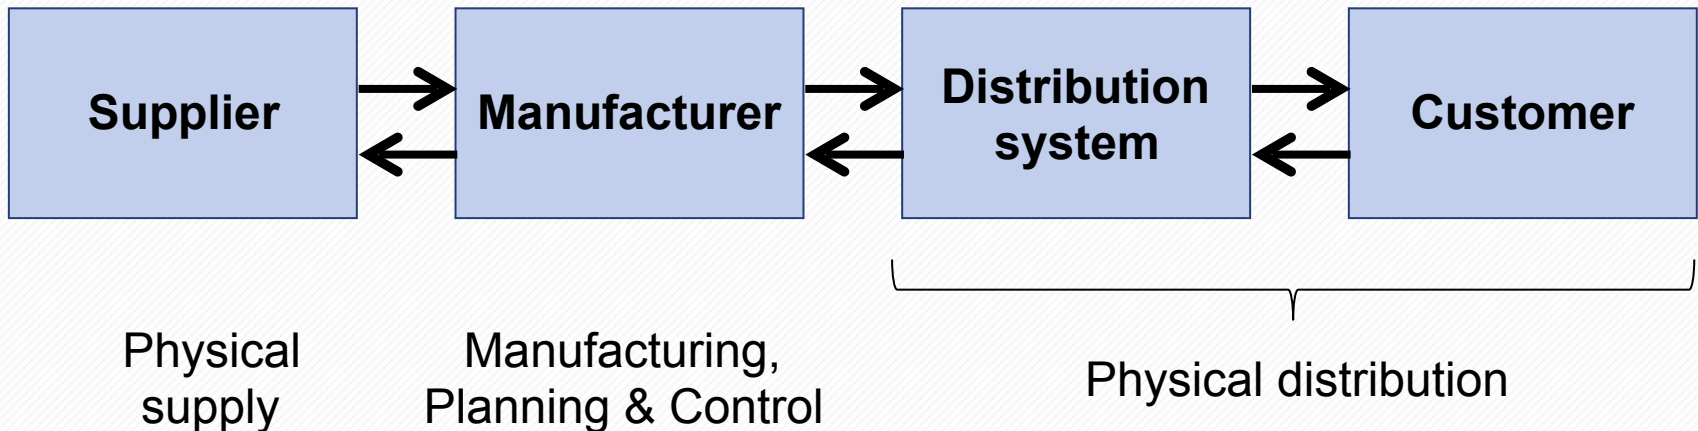 Supplier
Manufacturer
Distribution
system
Customer
Physical
supply
Manufacturing,
Planning & Control
Physical distribution